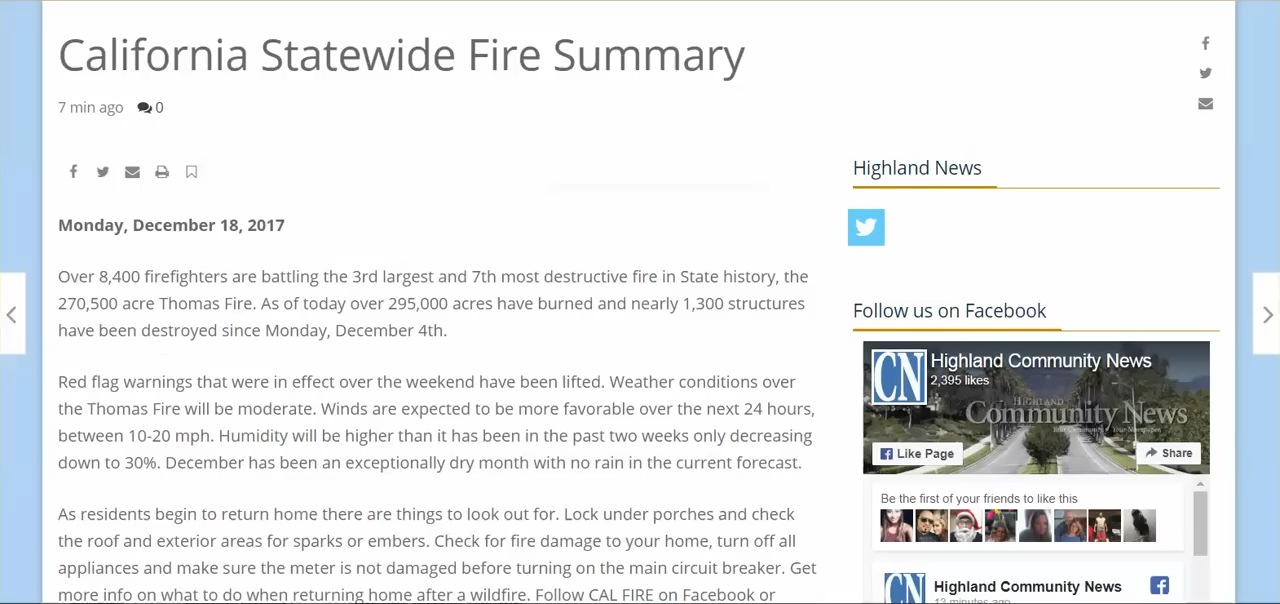 California Statewide Fire Summary
7 min ago 0
Highland News
Monday, December 18, 2017
Over 8,400 firefighters are battling the 3rd largest and 7th most destructive fire in State history, the
270,500 acre Thomas Fire. As of today over 295,000 acres have burned and nearly 1,300 structures
have been destroyed since Monday, December 4th.
Red flag warnings that were in effect over the weekend have been lifted. Weather conditions over
the Thomas Fire will be moderate. Winds are expected to be more favorable over the next 24 hours,
between 10-20 mph. Humidity will be higher than it has been in the past two weeks only decreasing
down to 30%. December has been an exceptionally dry month with no rain in the current forecast.
As residents begin to return home there are things to look out for. Lock under porches and check
the roof and exterior areas for sparks or embers. Check for fire damage to your home, turn off all
appliances and make sure the meter is not damaged before turning on the main circuit breaker. Get
more info on what to do when returning home after a wildfire. Follow CAL FIRE on Facebook or
Follow us on Facebook
CN
Highland Community News
2,395 likes
HIGHLAND
Community News
Like Page
Share
Be the first of your friends to like this
CN
Highland Community News
13 minutes ago